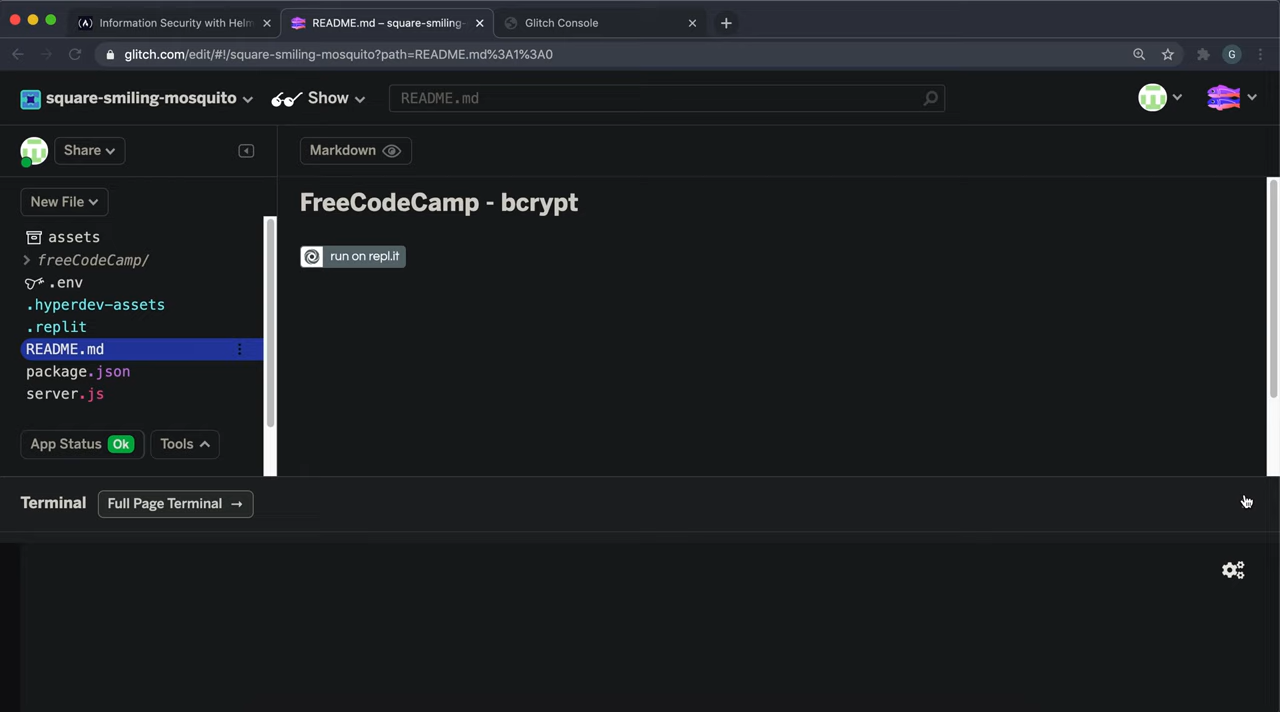 Information Security with Helm
README.md – square-smiling-
Glitch Console
glitch.com/edit/#!/square-smiling-mosquito?path=README.md%3A1%3A0
G
square-smiling-mosquito
Show
README.md
Share
Markdown
New File
FreeCodeCamp - bcrypt
run on repl.it
assets
freeCodeCamp/
.env
.hyperdev-assets
.replit
README.md
package.json
server.js
App Status Ok
Tools
Terminal
Full Page Terminal →